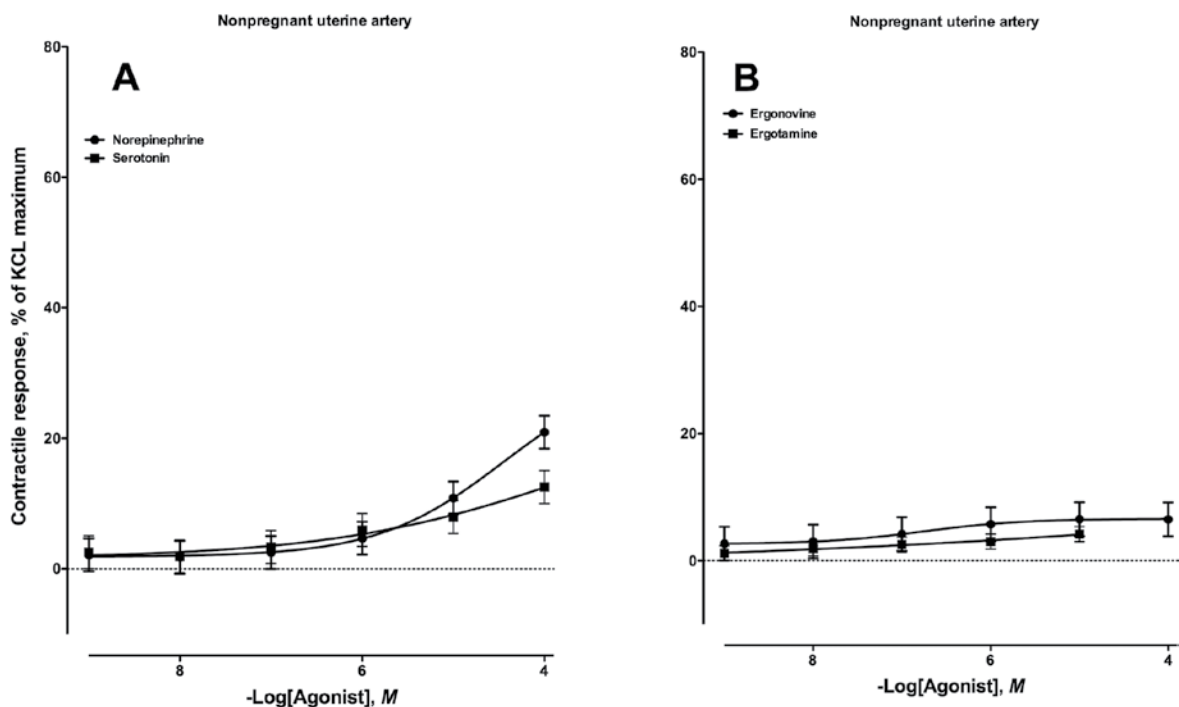 Nonpregnant uterine artery
A
Norepinephrine
Serotonin
80
60
40
20
0
Contractile response, % of KCL maximum
8 6 4
-Log[Agonist], M
Nonpregnant uterine artery
B
Ergonovine
Ergotamine
80
60
40
20
0
8 6 4
-Log[Agonist], M